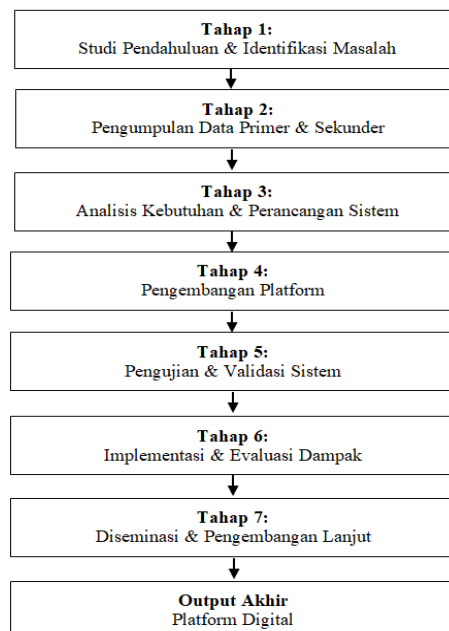 Tahap 1:
Studi Pendahuluan & Identifikasi Masalah
Tahap 2:
Pengumpulan Data Primer & Sekunder
Tahap 3:
Analisis Kebutuhan & Perancangan Sistem
Tahap 4:
Pengembangan Platform
Tahap 5:
Pengujian & Validasi Sistem
Tahap 6:
Implementasi & Evaluasi Dampak
Tahap 7:
Diseminasi & Pengembangan Lanjut
Output Akhir
Platform Digital